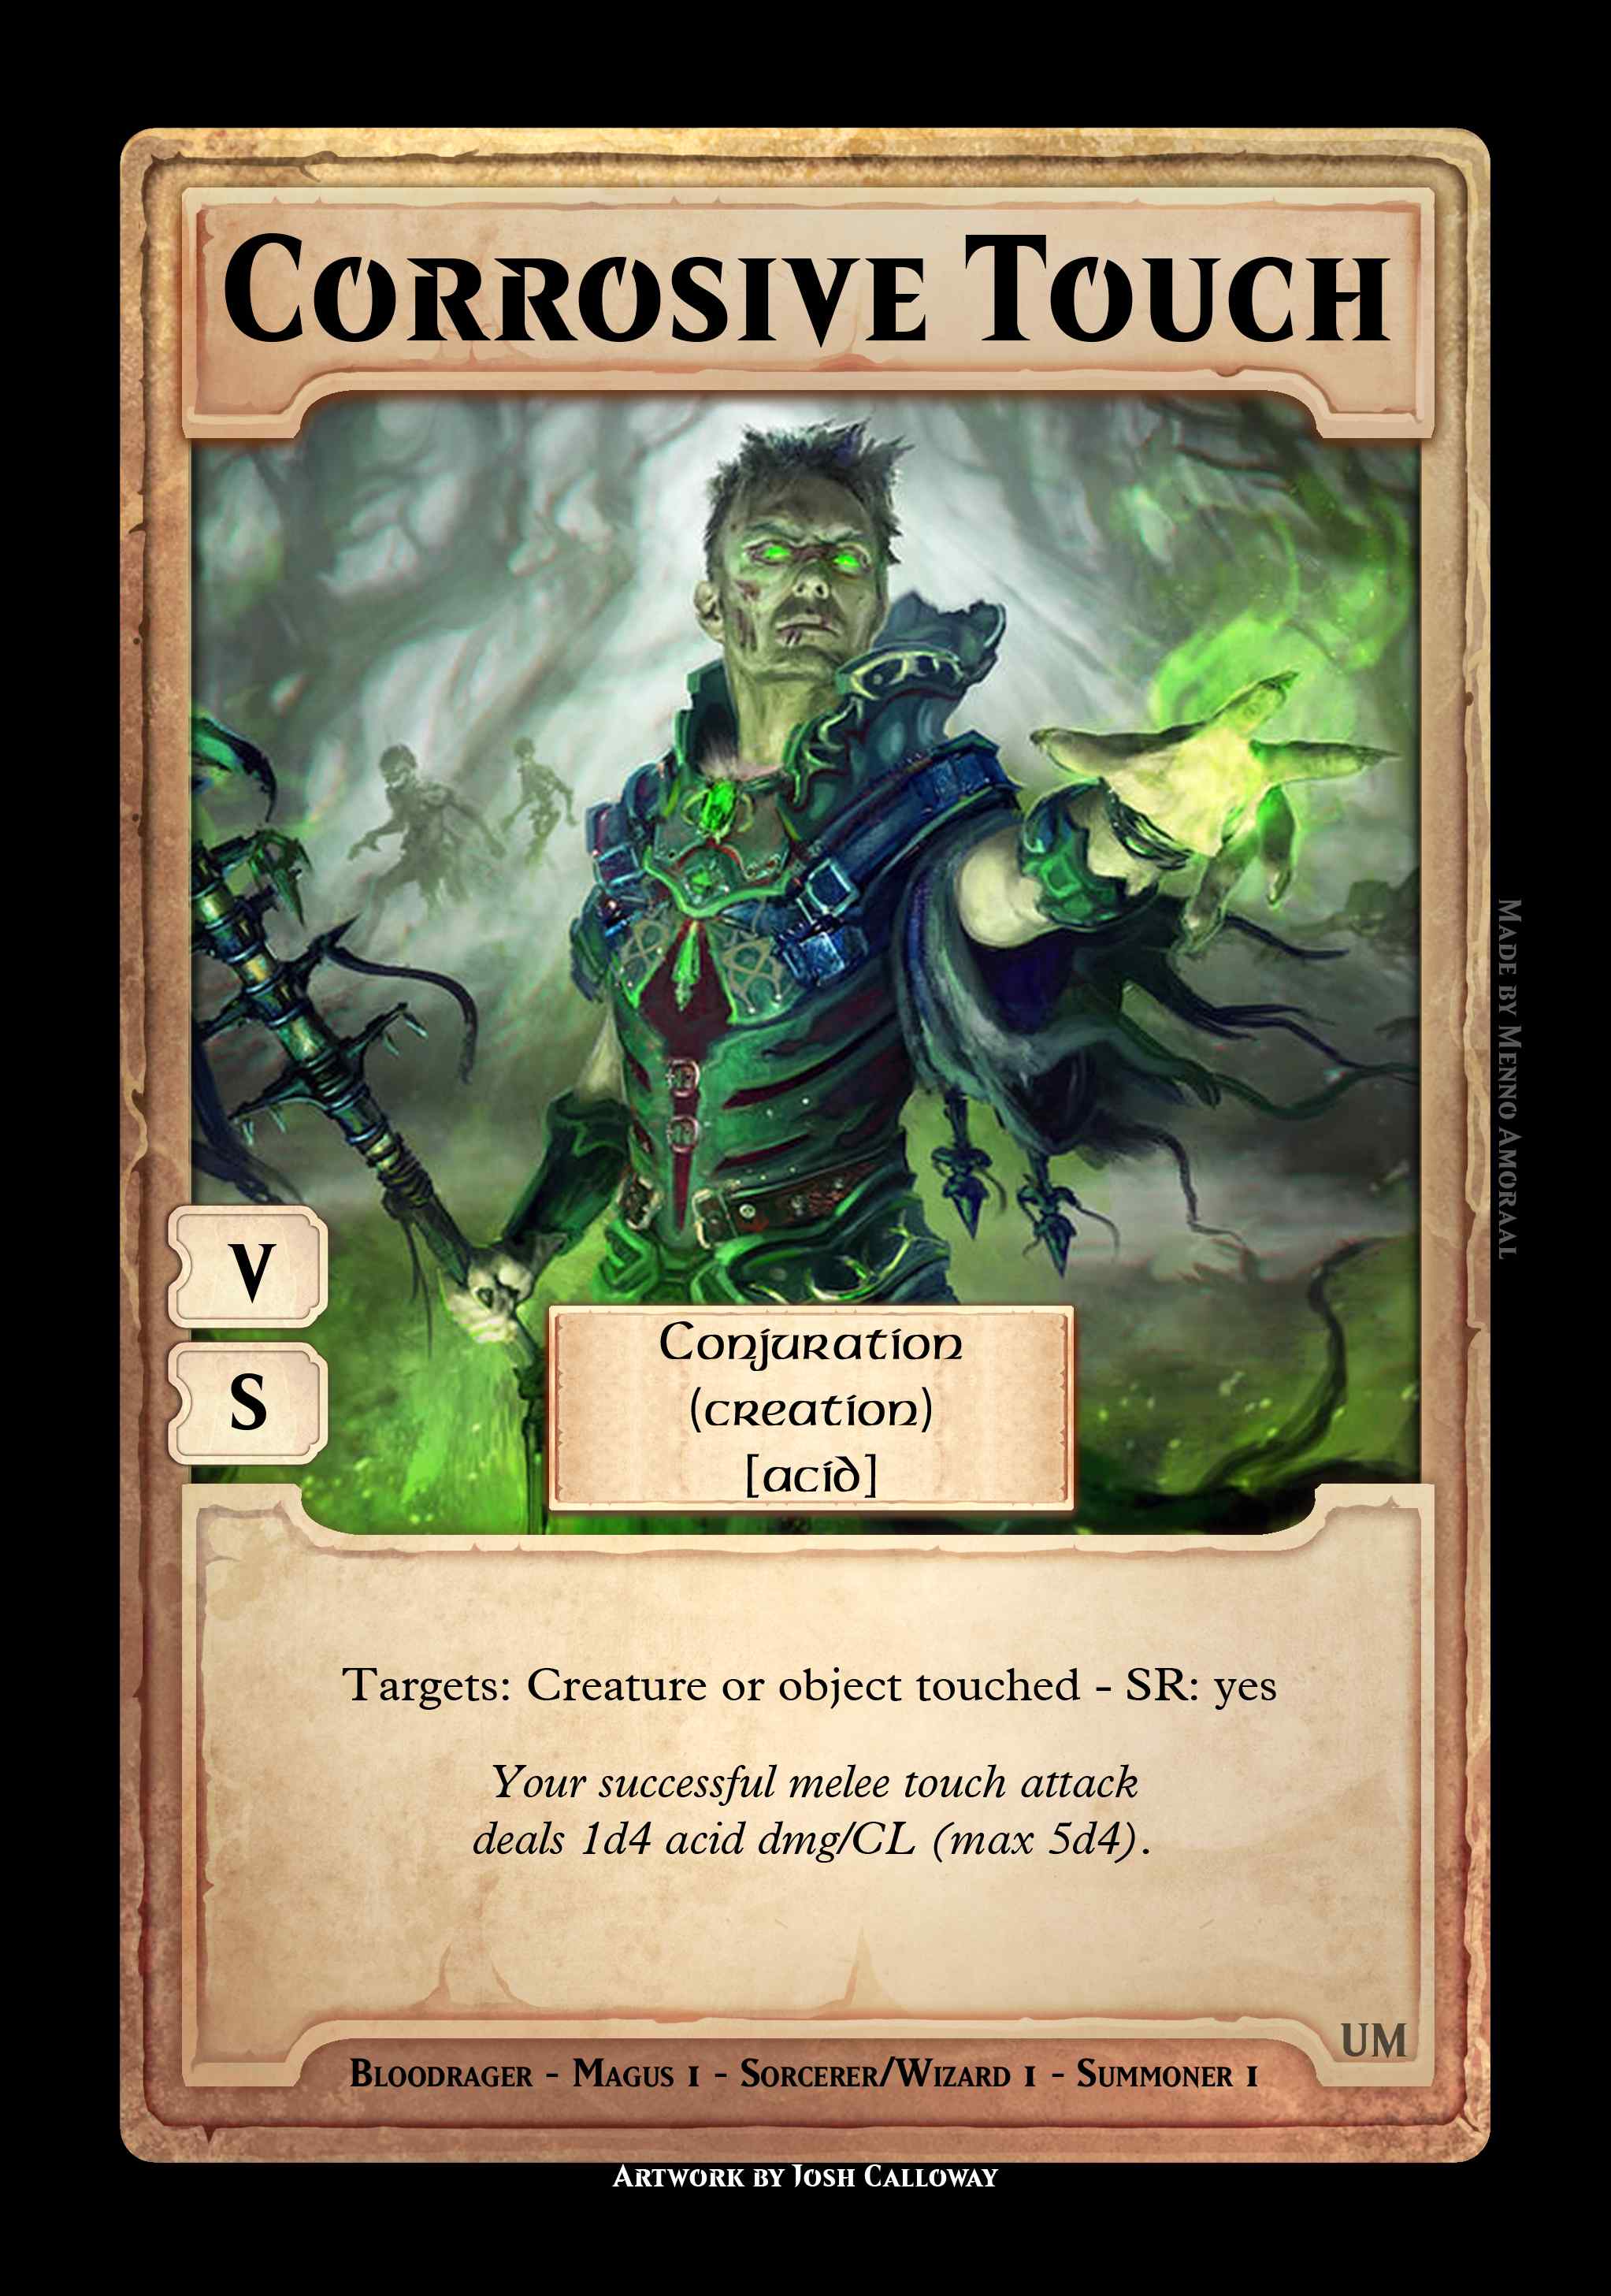 Corrosive Touch
V
S
Conjuration
(creation)
[acid]
Targets: Creature or object touched - SR: yes
Your successful melee touch attack
deals 1d4 acid dmg/CL (max 5d4).
UM
Bloodrager - Magus 1 - Sorcerer/Wizard 1 - Summoner 1
Artwork by Josh Calloway
Made by Menno Amoraal